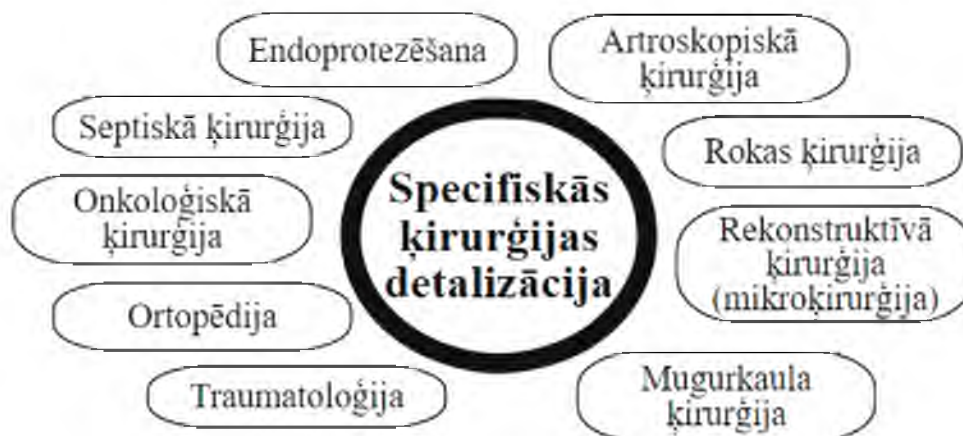 Endoprotezēšana
Artroskopiskā
ķirurģija
Septiskā ķirurģija
Rokas ķirurģija
Specifiskās
ķirurģijas
detalizācija
Onkoloģiskā
ķirurģija
Rekonstruktīvā
ķirurģija
(mikroķirurģija)
Ortopēdija
Traumatoloģija
Mugurkaula
ķirurģija